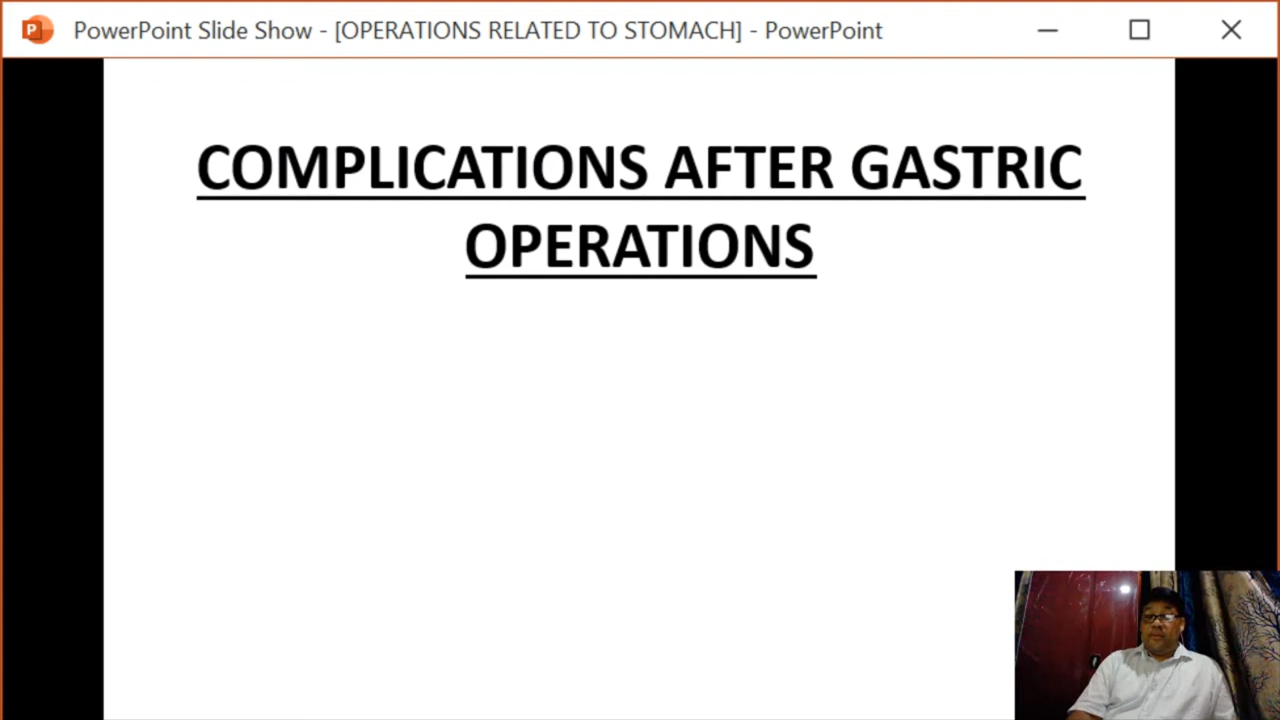 PowerPoint Slide Show - [OPERATIONS RELATED TO STOMACH] - PowerPoint
COMPLICATIONS AFTER GASTRIC
OPERATIONS